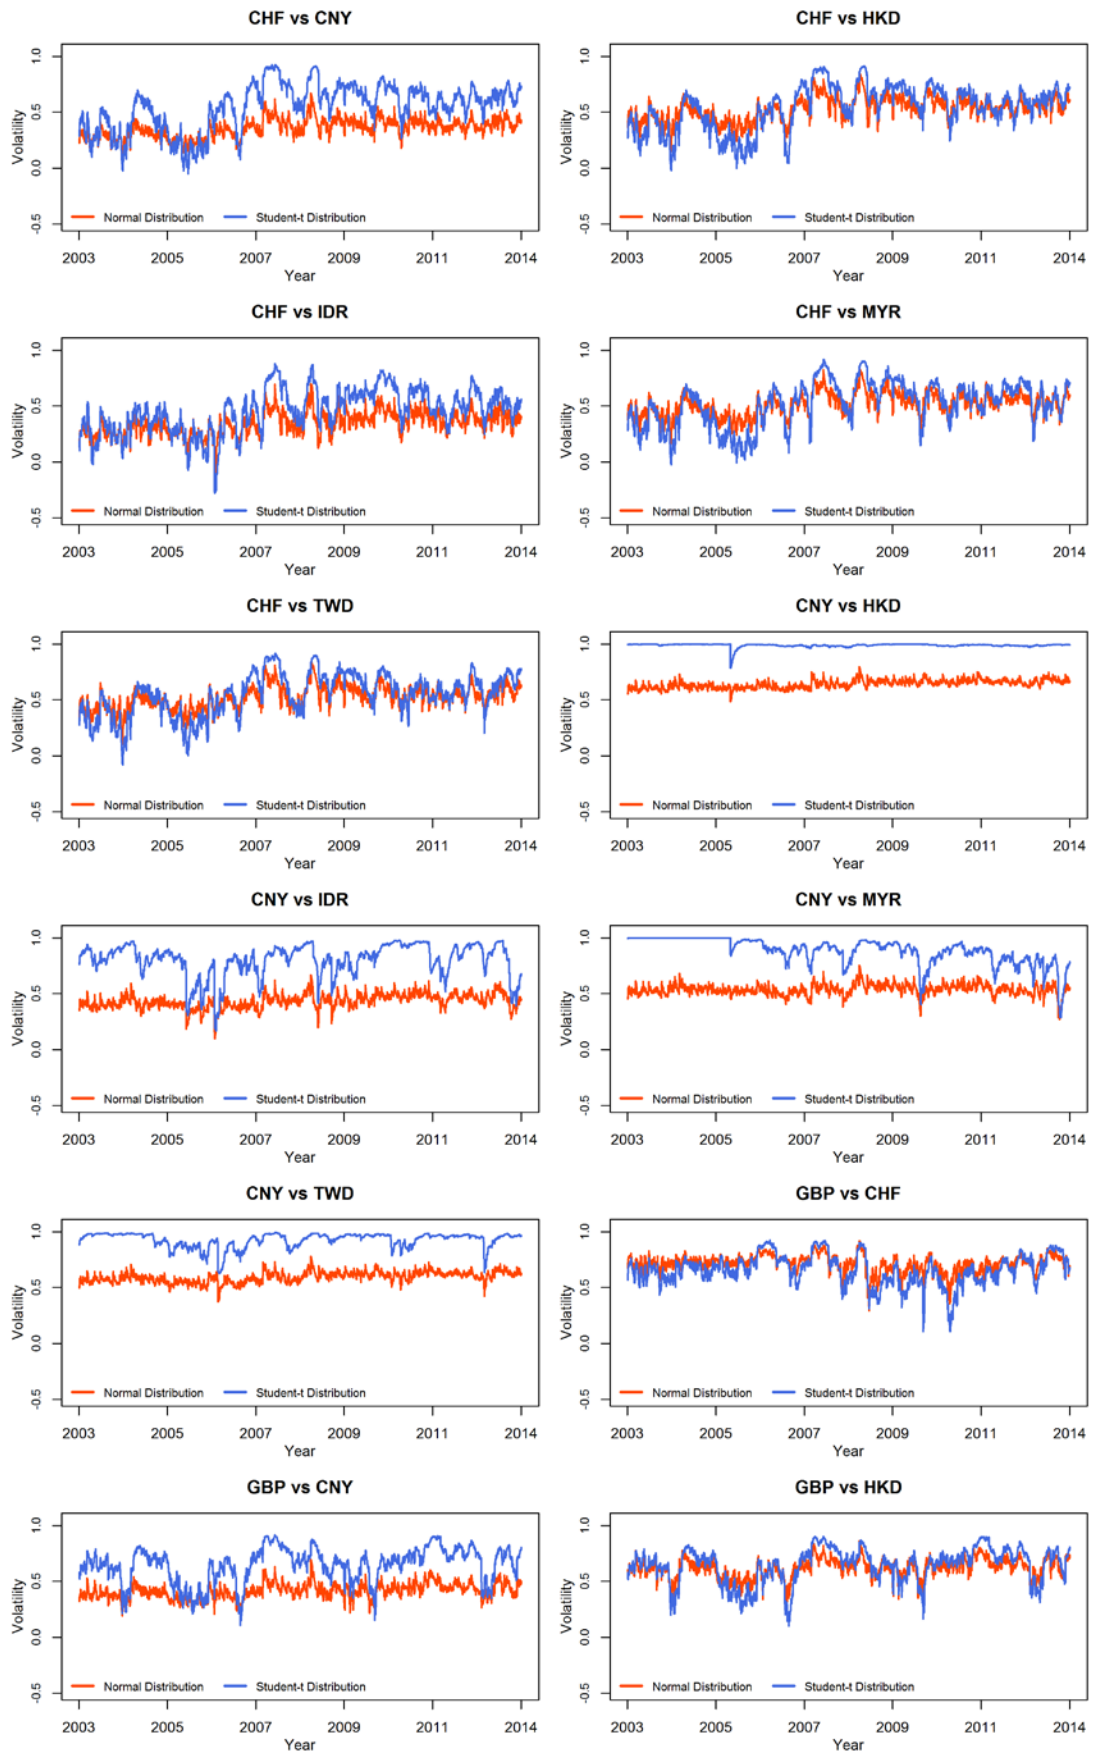 CHF vs CNY
Volatility
1.0
0.5
0.0
-0.5
Normal Distribution Student-t Distribution
2003 2005 2007 2009 2011 2014
Year
CHF vs HKD
Volatility
1.0
0.5
0.0
-0.5
Normal Distribution Student-t Distribution
2003 2005 2007 2009 2011 2014
Year
CHF vs IDR
Volatility
1.0
0.5
0.0
-0.5
Normal Distribution Student-t Distribution
2003 2005 2007 2009 2011 2014
Year
CHF vs MYR
Volatility
1.0
0.5
0.0
-0.5
Normal Distribution Student-t Distribution
2003 2005 2007 2009 2011 2014
Year
CHF vs TWD
Volatility
1.0
0.5
0.0
-0.5
Normal Distribution Student-t Distribution
2003 2005 2007 2009 2011 2014
Year
CNY vs HKD
Volatility
1.0
0.5
0.0
-0.5
Normal Distribution Student-t Distribution
2003 2005 2007 2009 2011 2014
Year
CNY vs IDR
Volatility
1.0
0.5
0.0
-0.5
Normal Distribution Student-t Distribution
2003 2005 2007 2009 2011 2014
Year
CNY vs MYR
Volatility
1.0
0.5
0.0
-0.5
Normal Distribution Student-t Distribution
2003 2005 2007 2009 2011 2014
Year
CNY vs TWD
Volatility
1.0
0.5
0.0
-0.5
Normal Distribution Student-t Distribution
2003 2005 2007 2009 2011 2014
Year
GBP vs CHF
Volatility
1.0
0.5
0.0
-0.5
Normal Distribution Student-t Distribution
2003 2005 2007 2009 2011 2014
Year
GBP vs CNY
Volatility
1.0
0.5
0.0
-0.5
Normal Distribution Student-t Distribution
2003 2005 2007 2009 2011 2014
Year
GBP vs HKD
Volatility
1.0
0.5
0.0
-0.5
Normal Distribution Student-t Distribution
2003 2005 2007 2009 2011 2014
Year